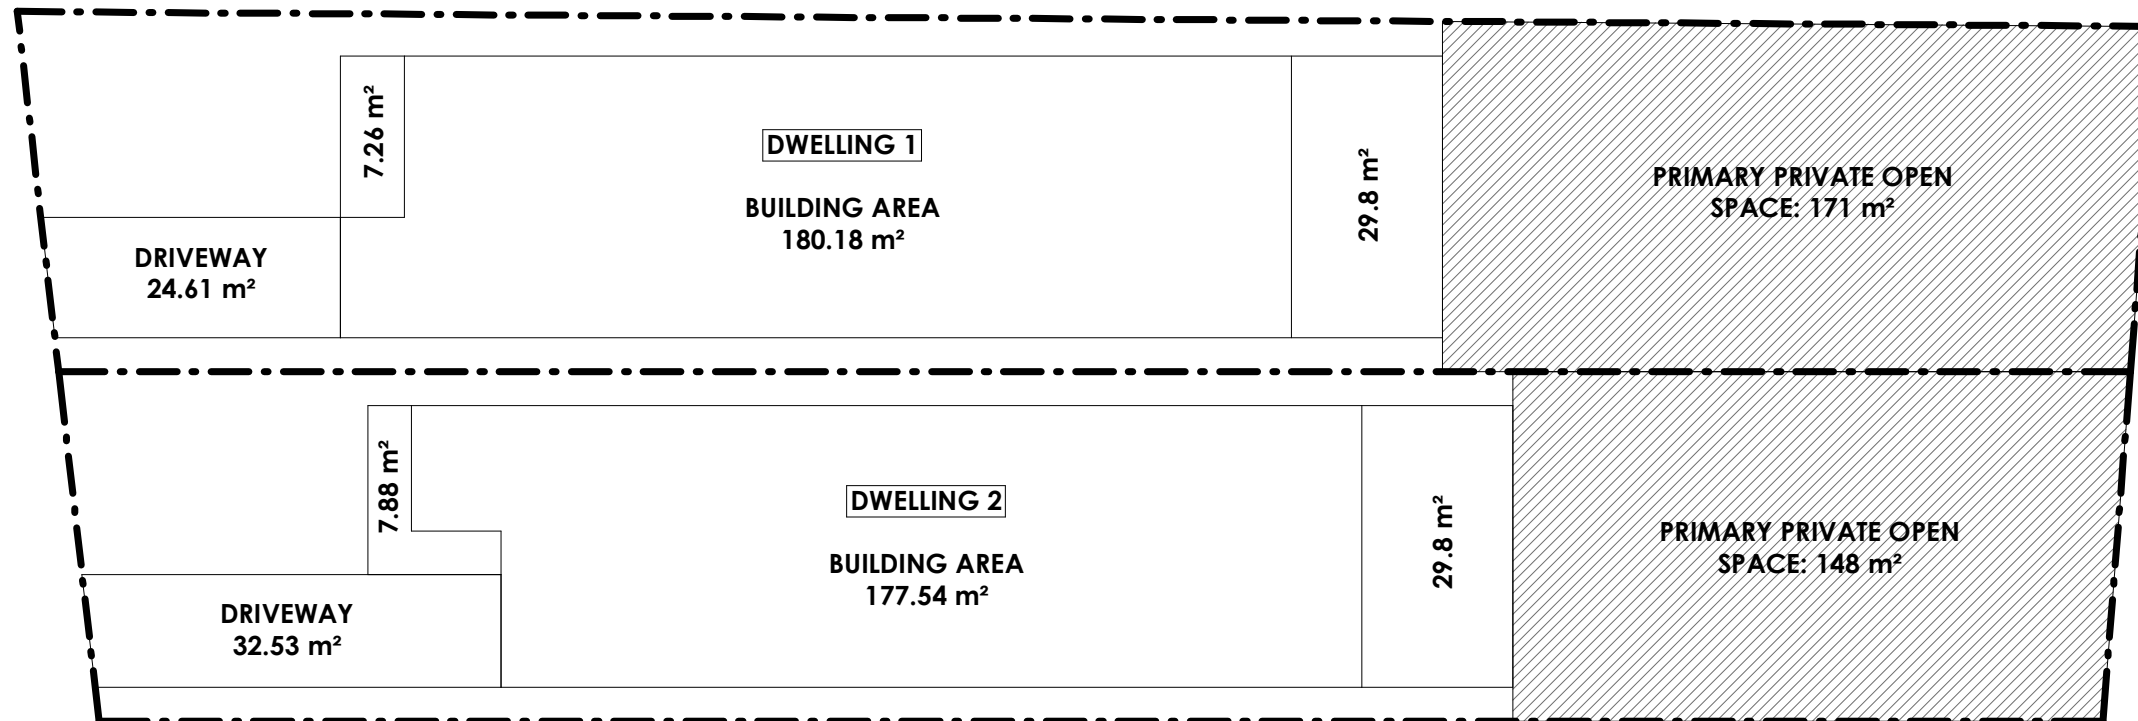 7.26 m²
DWELLING 1
BUILDING AREA
180.18 m²
29.8 m²
PRIMARY PRIVATE OPEN
SPACE: 171 m²
DRIVEWAY
24.61 m²
7.88 m²
DWELLING 2
BUILDING AREA
177.54 m²
29.8 m²
PRIMARY PRIVATE OPEN
SPACE: 148 m²
DRIVEWAY
32.53 m²